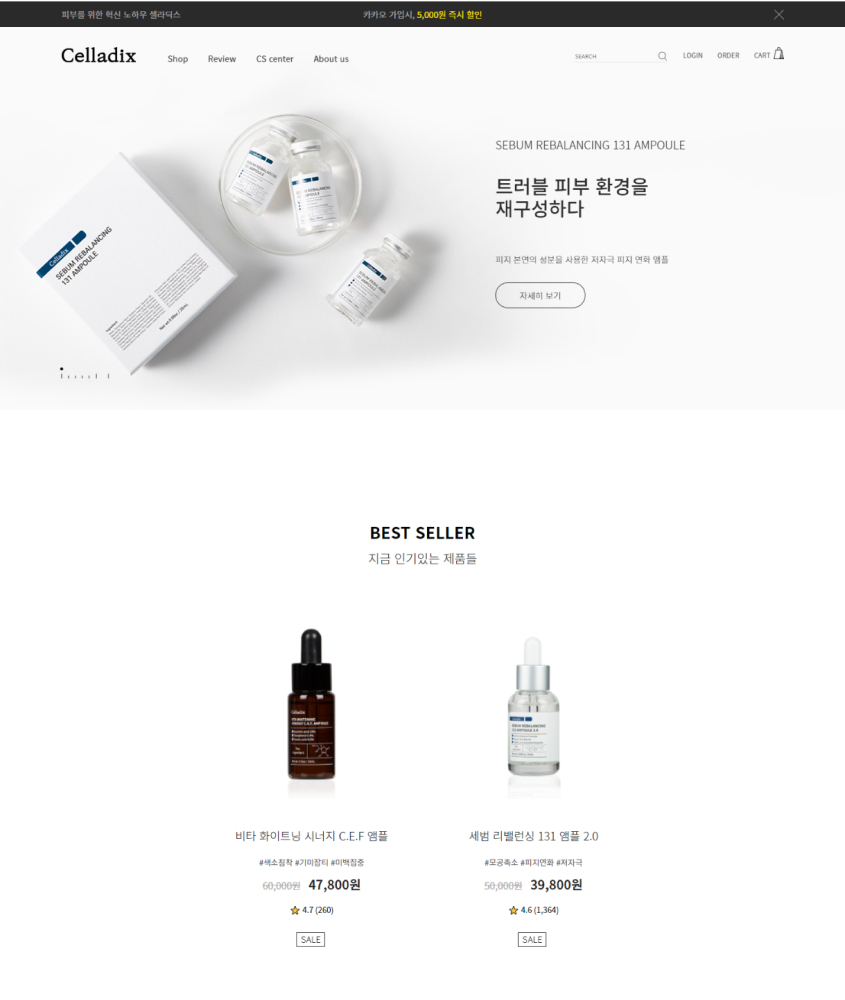 피부를 위한 혁신 노하우 셀라딕스
카카오 가입시, 5,000원 즉시 할인
Celladix
Shop Review CS center About us
SEARCH
LOGIN ORDER CART
SEBUM REBALANCING 131 AMPOULE
트러블 피부 환경을
재구성하다
피지 본연의 성분을 사용한 저자극 피지 연화 앰플
자세히 보기
Celladix
SEBUM REBALANCING
131 AMPOULE
BEST SELLER
지금 인기있는 제품들
Celladix
비타 화이트닝 시너지 C.E.F 앰플
#색소침착 #기미잡티 #미백집중
60,000원 47,800원
4.7 (260)
SALE
세범 리밸런싱 131 앰플 2.0
#모공축소 #피지연화 #저자극
50,000원 39,800원
4.6 (1,364)
SALE